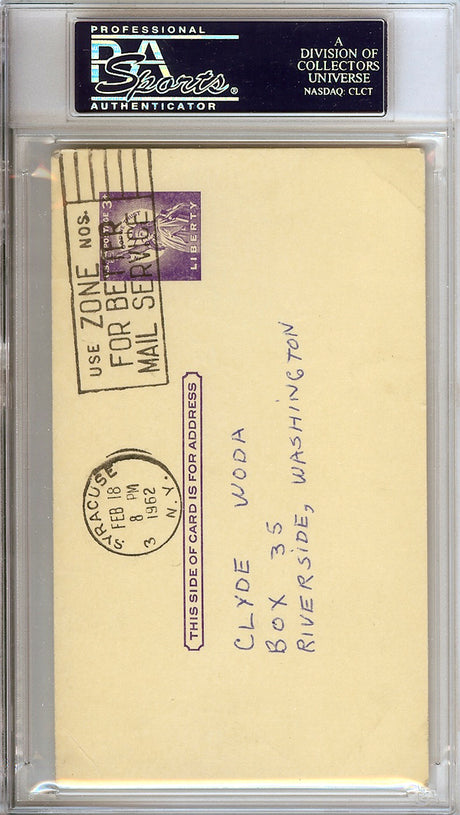 PROFESSIONAL
PSA
Sports®
AUTHENTICATOR
A
DIVISION OF
COLLECTORS
UNIVERSE
NASDAQ: CLCT
USE ZONE NOS.
FOR BETTER
MAIL SERVICE
U.S. POSTAGE 3¢
LIBERTY
SYRACUSE
FEB 18
8 PM
1962
3 N.Y.
THIS SIDE OF CARD IS FOR ADDRESS
CLYDE WODA
BOX 35
RIVERSIDE, WASHINGTON